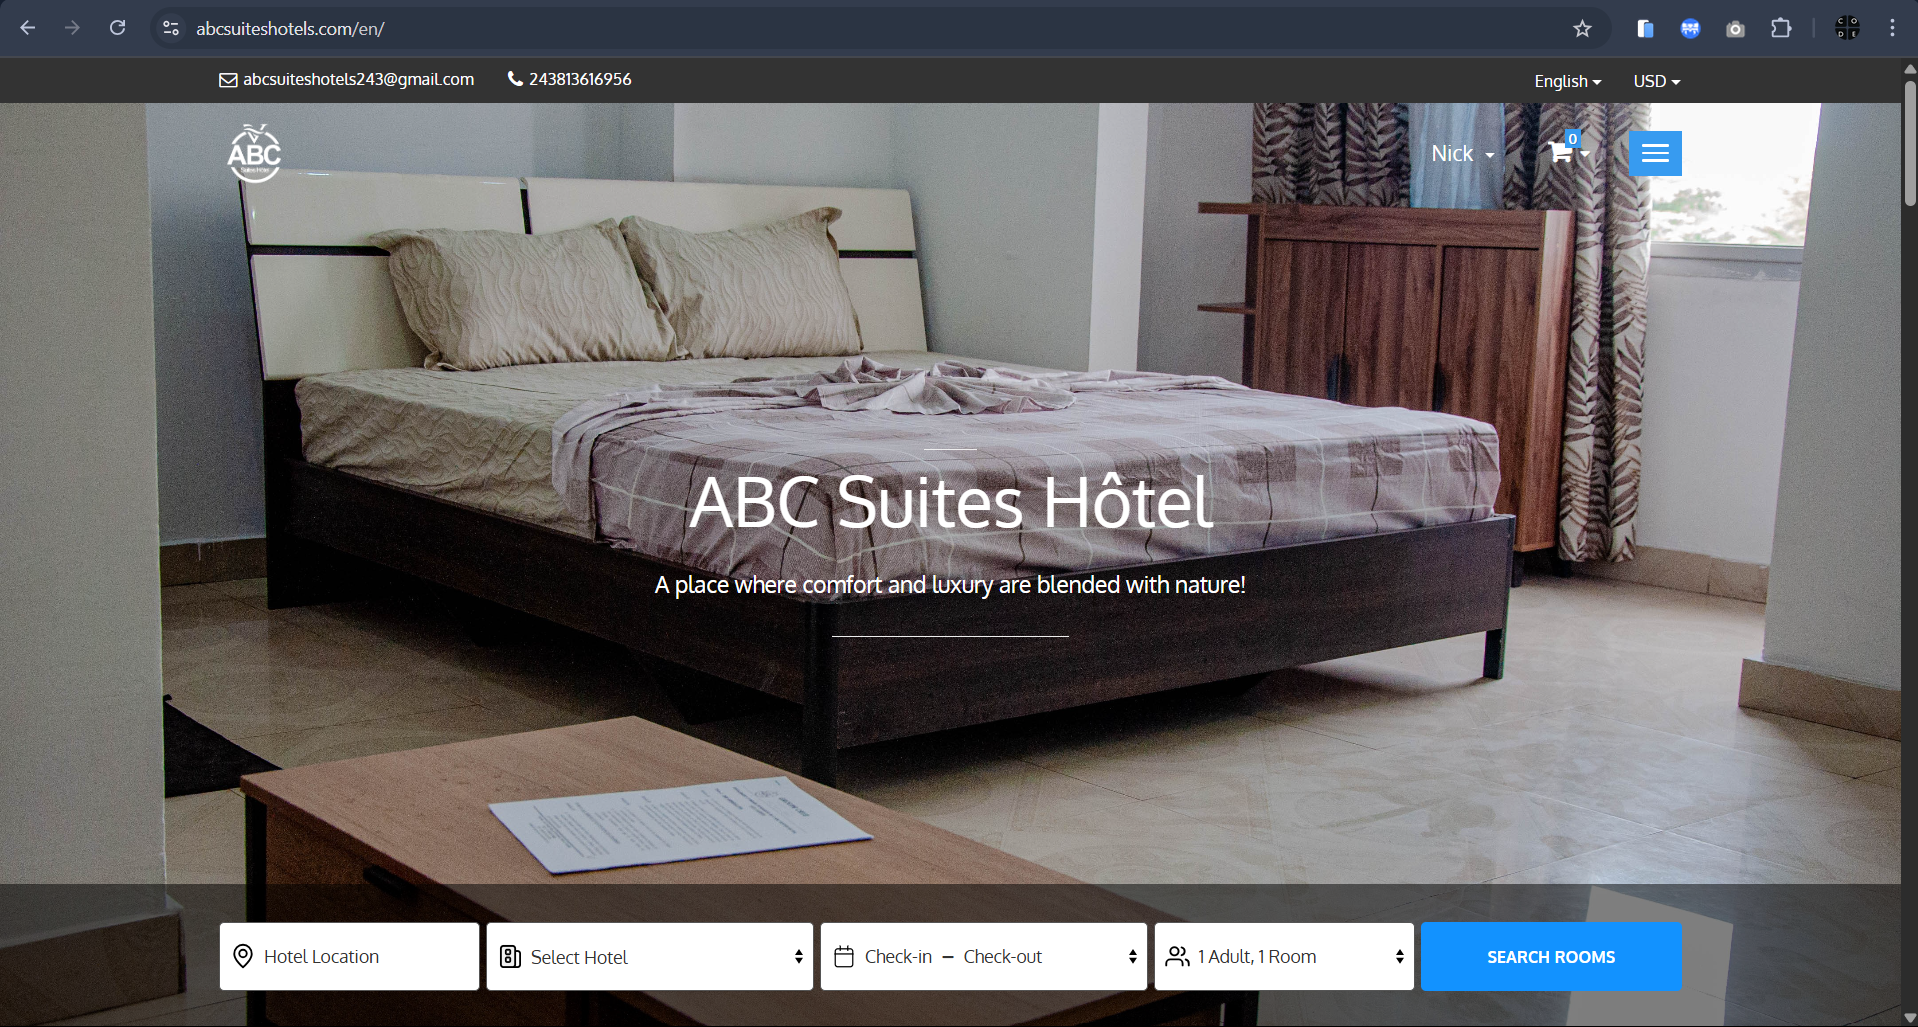 abcsuiteshotels.com/en/
abcsuiteshotels243@gmail.com
243813616956
English
USD
ABC
Suites Hôtel
Nick
0
ABC Suites Hôtel
A place where comfort and luxury are blended with nature!
Hotel Location
Select Hotel
Check-in – Check-out
1 Adult, 1 Room
SEARCH ROOMS